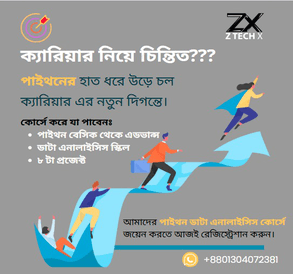 ZX
Z TECH X
ক্যারিয়ার নিয়ে চিন্তিত???
পাইথনের হাত ধরে উড়ে চল
ক্যারিয়ার এর নতুন দিগন্তে।
কোর্সে করে যা পাবেনঃ
• পাইথন বেসিক থেকে এডভান্স
• ডাটা এনালাইসিস স্কিল
• ৮ টা প্রজেক্ট
আমাদের পাইথন ডাটা এনালাইসিস কোর্সে
জয়েন করতে আজই রেজিস্ট্রেশান করুন।
+8801304072381